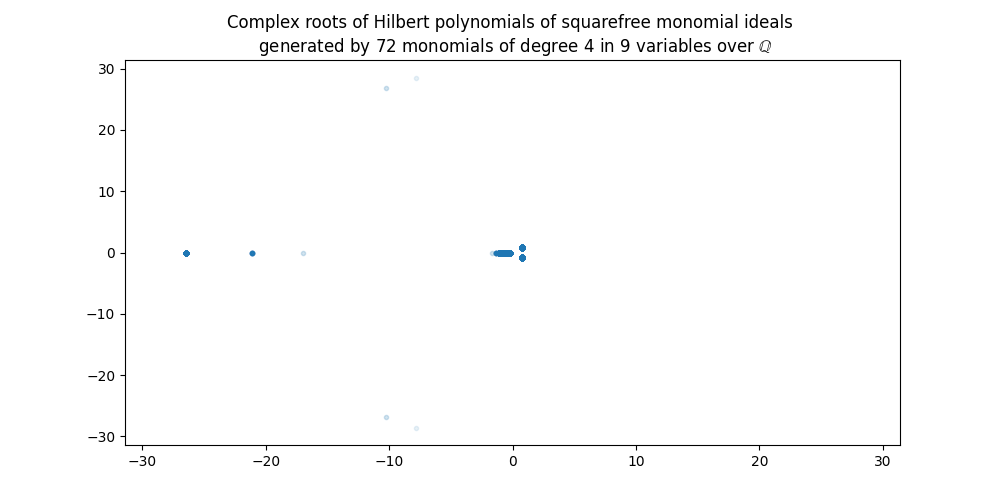 Complex roots of Hilbert polynomials of squarefree monomial ideals
generated by 72 monomials of degree 4 in 9 variables over ℚ
30
20
10
0
−10
−20
−30
−30 −20 −10 0 10 20 30